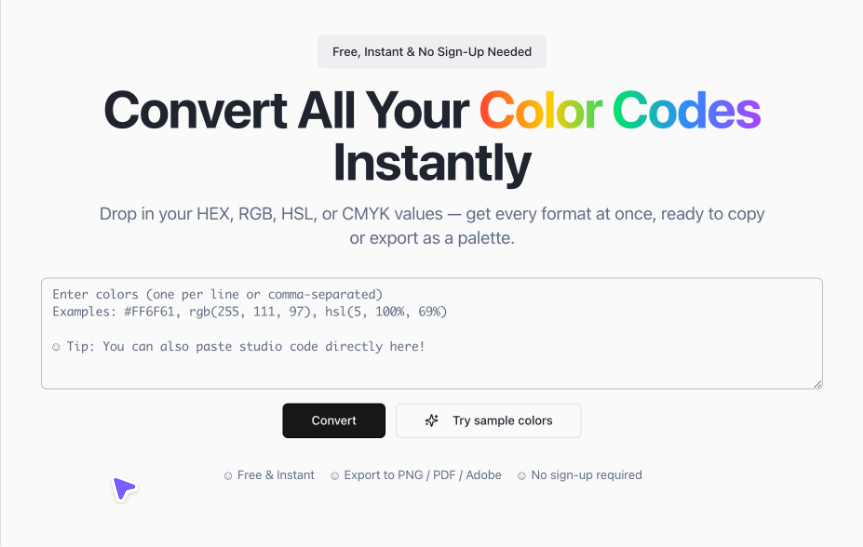 Free, Instant & No Sign-Up Needed
Convert All Your Color Codes
Instantly
Drop in your HEX, RGB, HSL, or CMYK values — get every format at once, ready to copy
or export as a palette.
Enter colors (one per line or comma-separated)
Examples: #FF6F61, rgb(255, 111, 97), hsl(5, 100%, 69%)
☺ Tip: You can also paste studio code directly here!
Convert
Try sample colors
☺ Free & Instant ☺ Export to PNG / PDF / Adobe ☺ No sign-up required